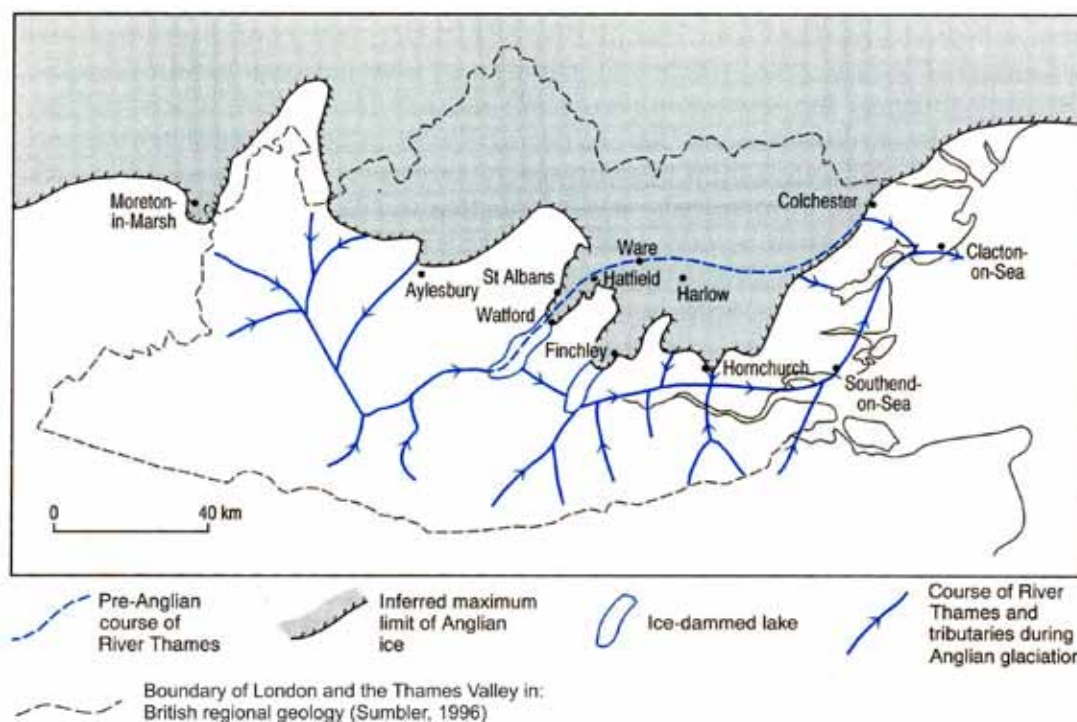 Moreton-
in-Marsh
Colchester
Ware
Clacton-
on-Sea
St Albans
Hatfield
Aylesbury
Harlow
Watford
Finchley
Hornchurch
Southend-
on-Sea
0 40 km
Pre-Anglian
course of
River Thames
Inferred maximum
limit of Anglian
ice
Ice-dammed lake
Course of River
Thames and
tributaries during
Anglian glaciation
Boundary of London and the Thames Valley in:
British regional geology (Sumbler, 1996)